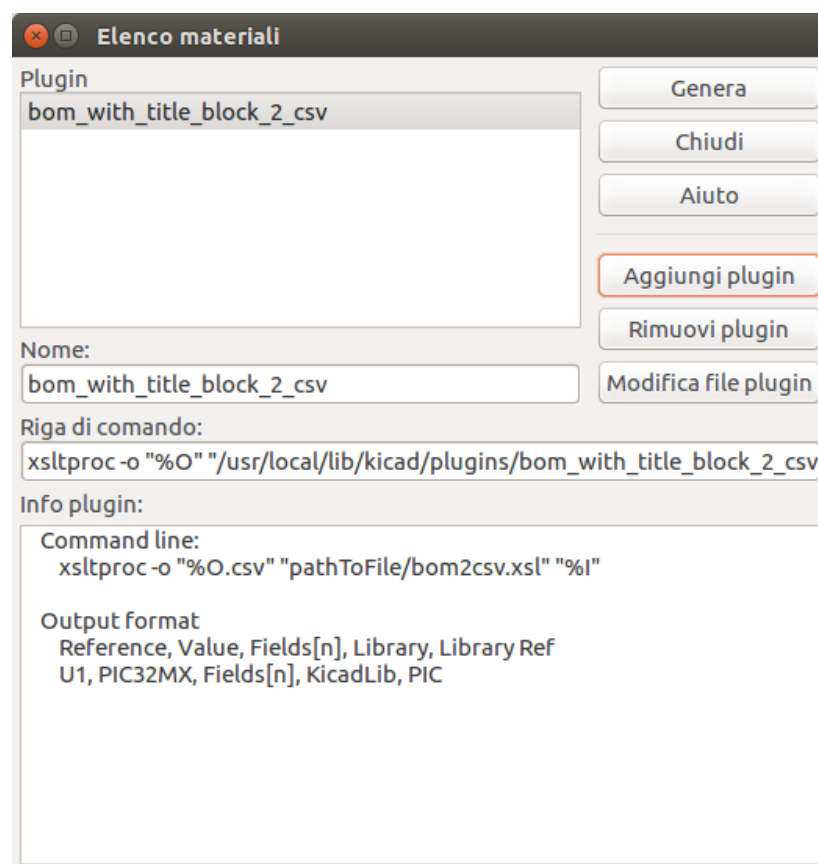 Elenco materiali
Plugin
bom_with_title_block_2_csv
Genera
Chiudi
Aiuto
Aggiungi plugin
Rimuovi plugin
Modifica file plugin
Nome:
bom_with_title_block_2_csv
Riga di comando:
xsltproc -o "%O" "/usr/local/lib/kicad/plugins/bom_with_title_block_2_csv
Info plugin:
Command line:
xsltproc -o "%O.csv" "pathToFile/bom2csv.xsl" "%I"
Output format
Reference, Value, Fields[n], Library, Library Ref
U1, PIC32MX, Fields[n], KicadLib, PIC